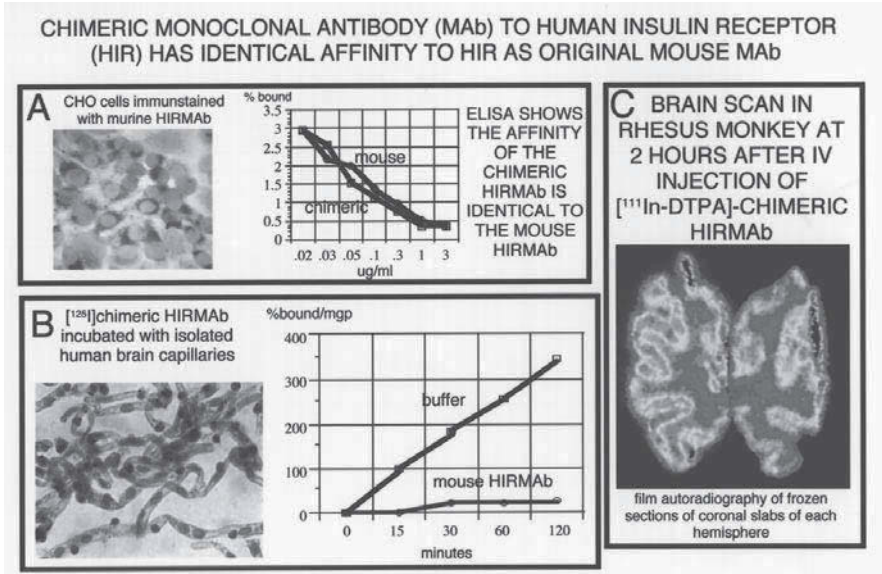 CHIMERIC MONOCLONAL ANTIBODY (MAb) TO HUMAN INSULIN RECEPTOR
(HIR) HAS IDENTICAL AFFINITY TO HIR AS ORIGINAL MOUSE MAb
A
CHO cells immunstained
with murine HIRMAb
% bound
3.5
3
2.5
2
1.5
1
0.5
0
mouse
chimeric
.02 .03 .05 .1 .3 1 3
ug/ml
ELISA SHOWS
THE AFFINITY
OF THE
CHIMERIC
HIRMAb IS
IDENTICAL TO
THE MOUSE
HIRMAb
B
[¹²⁵I]chimeric HIRMAb
incubated with isolated
human brain capillaries
%bound/mgp
400
300
200
100
0
buffer
mouse HIRMAb
0 15 30 60 120
minutes
C
BRAIN SCAN IN
RHESUS MONKEY AT
2 HOURS AFTER IV
INJECTION OF
[¹¹¹In-DTPA]-CHIMERIC
HIRMAb
film autoradiography of frozen
sections of coronal slabs of each
hemisphere